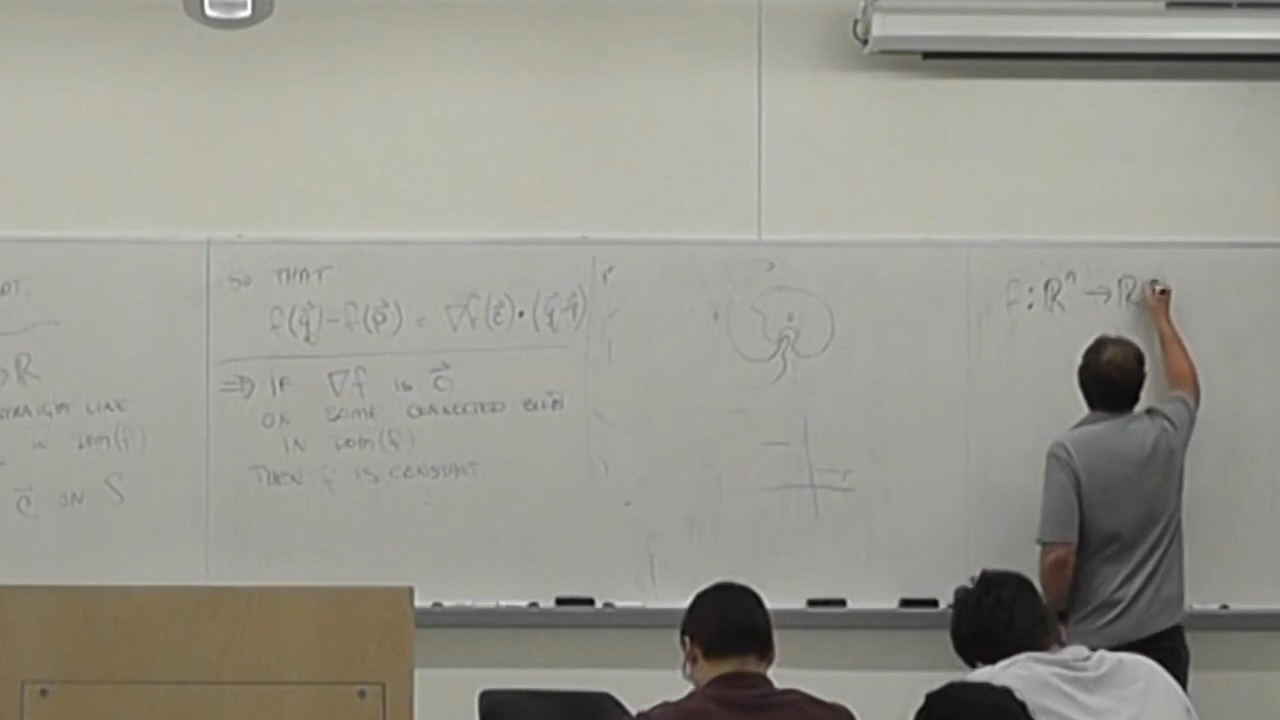 →ℝ
STRAIGHT LINE
IN Dom(f)
c⃗ ON S
SO THAT
f(q⃗)-f(p⃗) = ∇f(c⃗)•(q⃗-p⃗)
⇒ IF ∇f IS 0⃗
ON SOME CONNECTED
IN Dom(f)
THEN f IS CONSTANT
f:ℝⁿ→ℝ